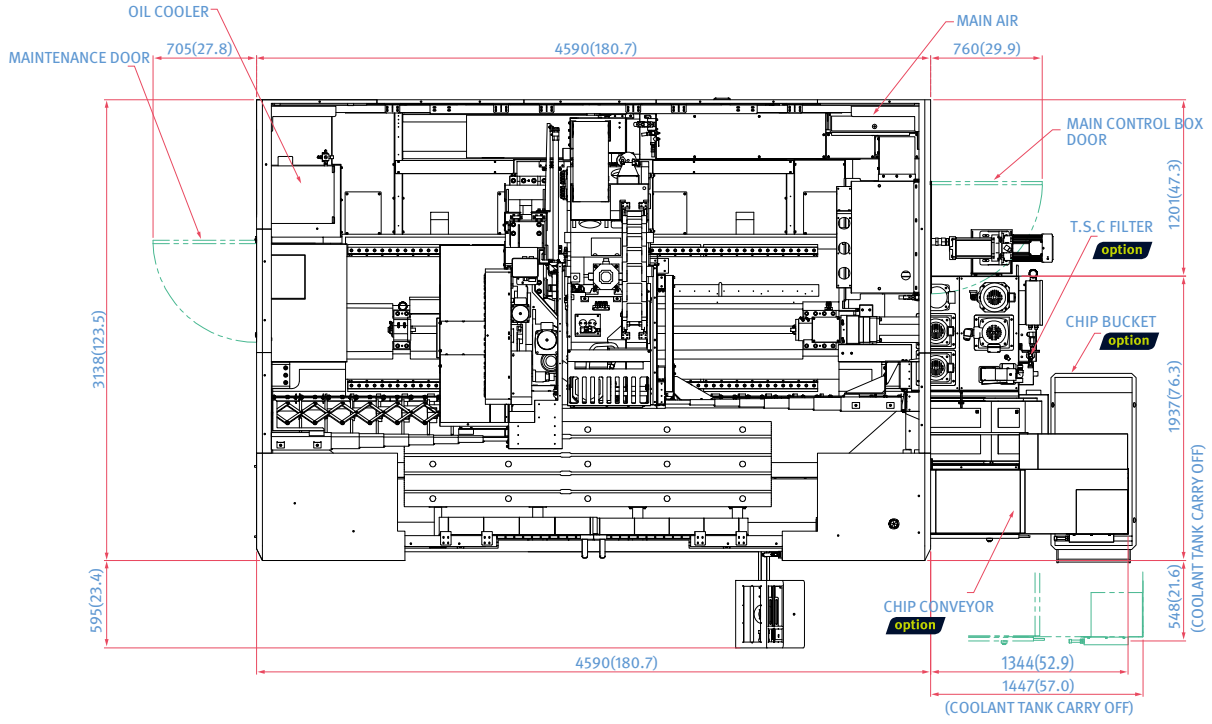 OIL COOLER
MAIN AIR
MAINTENANCE DOOR
705(27.8)
4590(180.7)
760(29.9)
MAIN CONTROL BOX
DOOR
1201(47.3)
T.S.C FILTER
option
CHIP BUCKET
option
3138(123.5)
1937(76.3)
(COOLANT TANK CARRY OFF)
595(23.4)
CHIP CONVEYOR
option
548(21.6)
(COOLANT TANK CARRY OFF)
4590(180.7)
1344(52.9)
1447(57.0)
(COOLANT TANK CARRY OFF)